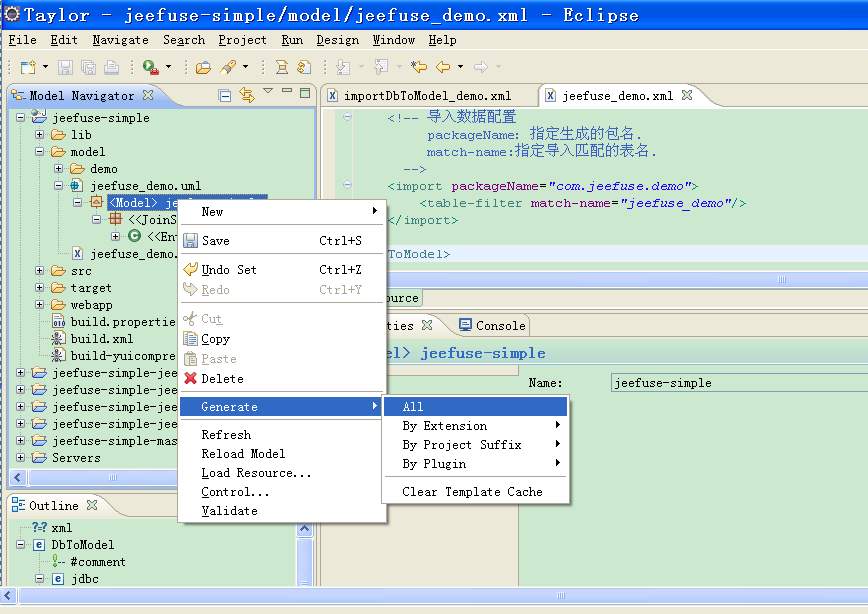 Taylor - jeefuse-simple/model/jeefuse_demo.xml - Eclipse
File Edit Navigate Search Project Run Design Window Help
Model Navigator
jeefuse-simple
lib
model
demo
jeefuse_demo.uml
<Model>
<<JoinS
<<En
jeefuse_demo.
src
target
webapp
build.propertie
build.xml
build-yuicompre
jeefuse-simple-jee
jeefuse-simple-jee
jeefuse-simple-jee
jeefuse-simple-jee
jeefuse-simple-mas
Servers
Outline
?=? xml
DbToModel
#comment
jdbc
New
Save Ctrl+S
Undo Set Ctrl+Z
Redo Ctrl+Y
Cut
Copy
Paste
Delete
Generate
Refresh
Reload Model
Load Resource...
Control...
Validate
All
By Extension
By Project Suffix
By Plugin
Clear Template Cache
importDbToModel_demo.xml
jeefuse_demo.xml
<!-- 导入数据配置
packageName: 指定生成的包名.
match-name:指定导入匹配的表名.
-->
<import packageName="com.jeefuse.demo">
<table-filter match-name="jeefuse_demo"/>
</import>
ToModel>
ource
ties
Console
el> jeefuse-simple
Name: jeefuse-simple